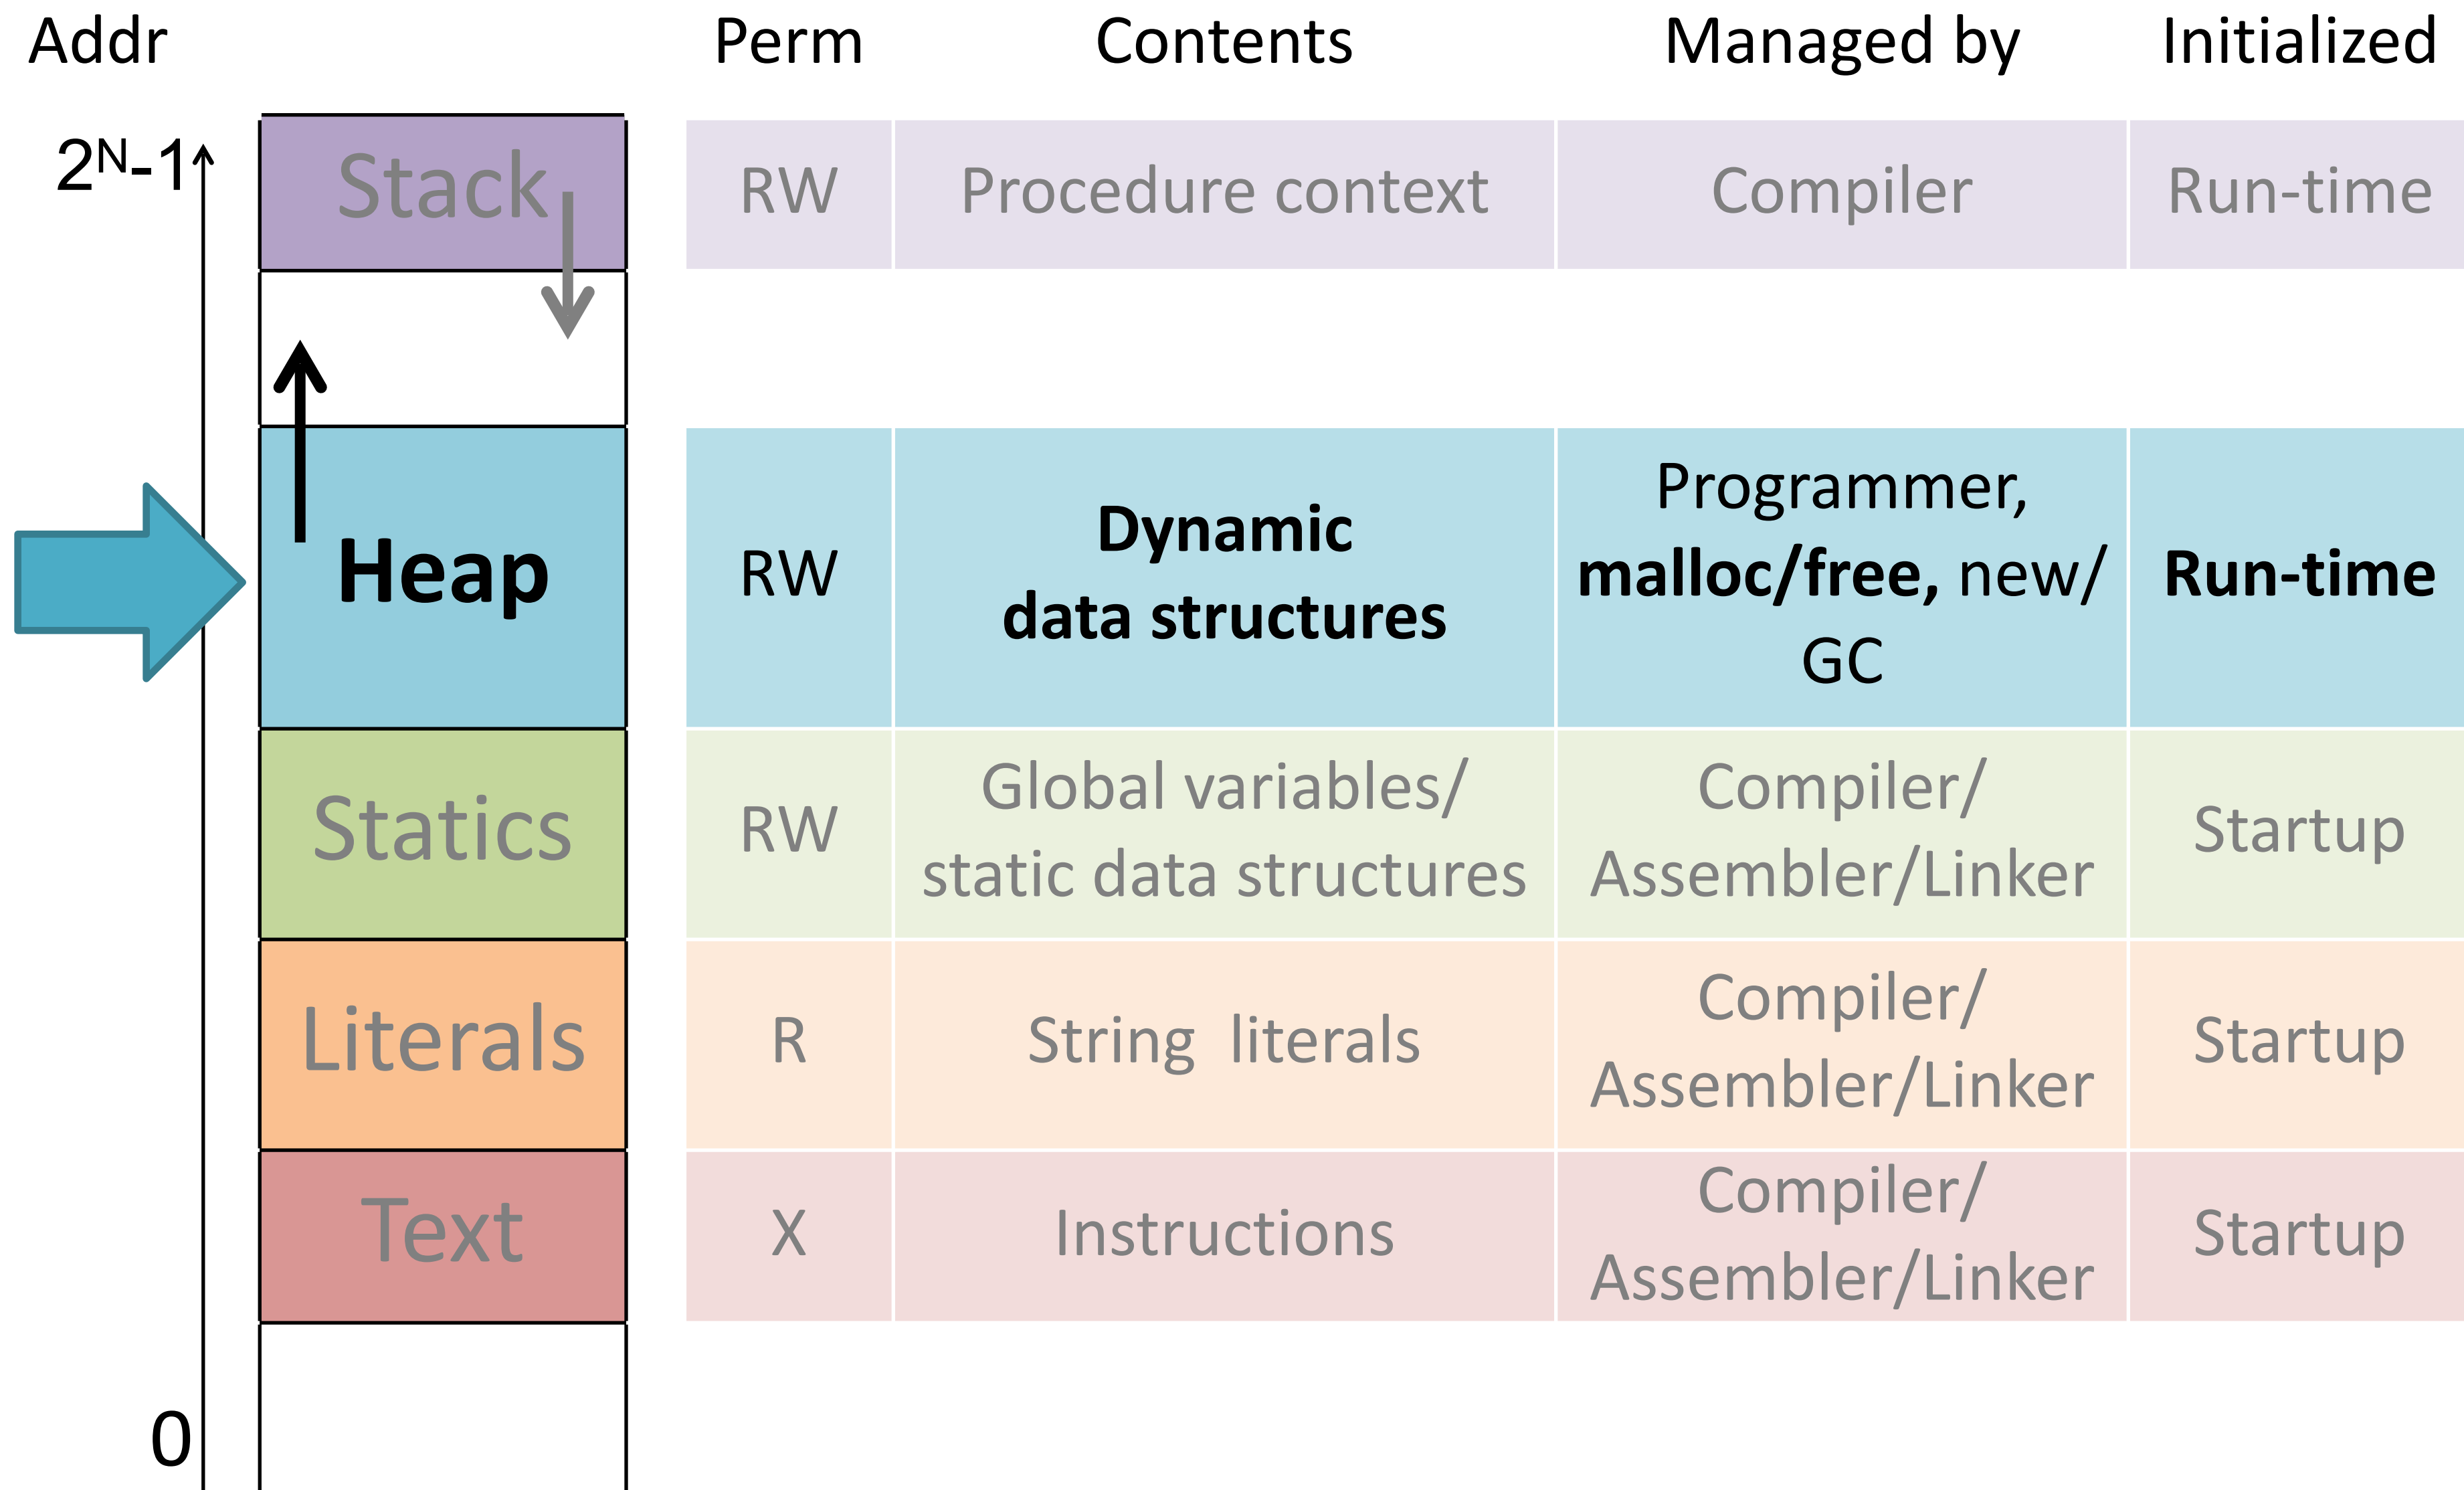 Addr Perm Contents Managed by Initialized
2ᴺ-1
Stack RW Procedure context Compiler Run-time
Heap RW Dynamic
data structures
Programmer,
malloc/free, new/
GC
Run-time
Statics RW Global variables/
static data structures
Compiler/
Assembler/Linker
Startup
Literals R String literals
Compiler/
Assembler/Linker
Startup
Text X Instructions
Compiler/
Assembler/Linker
Startup
0